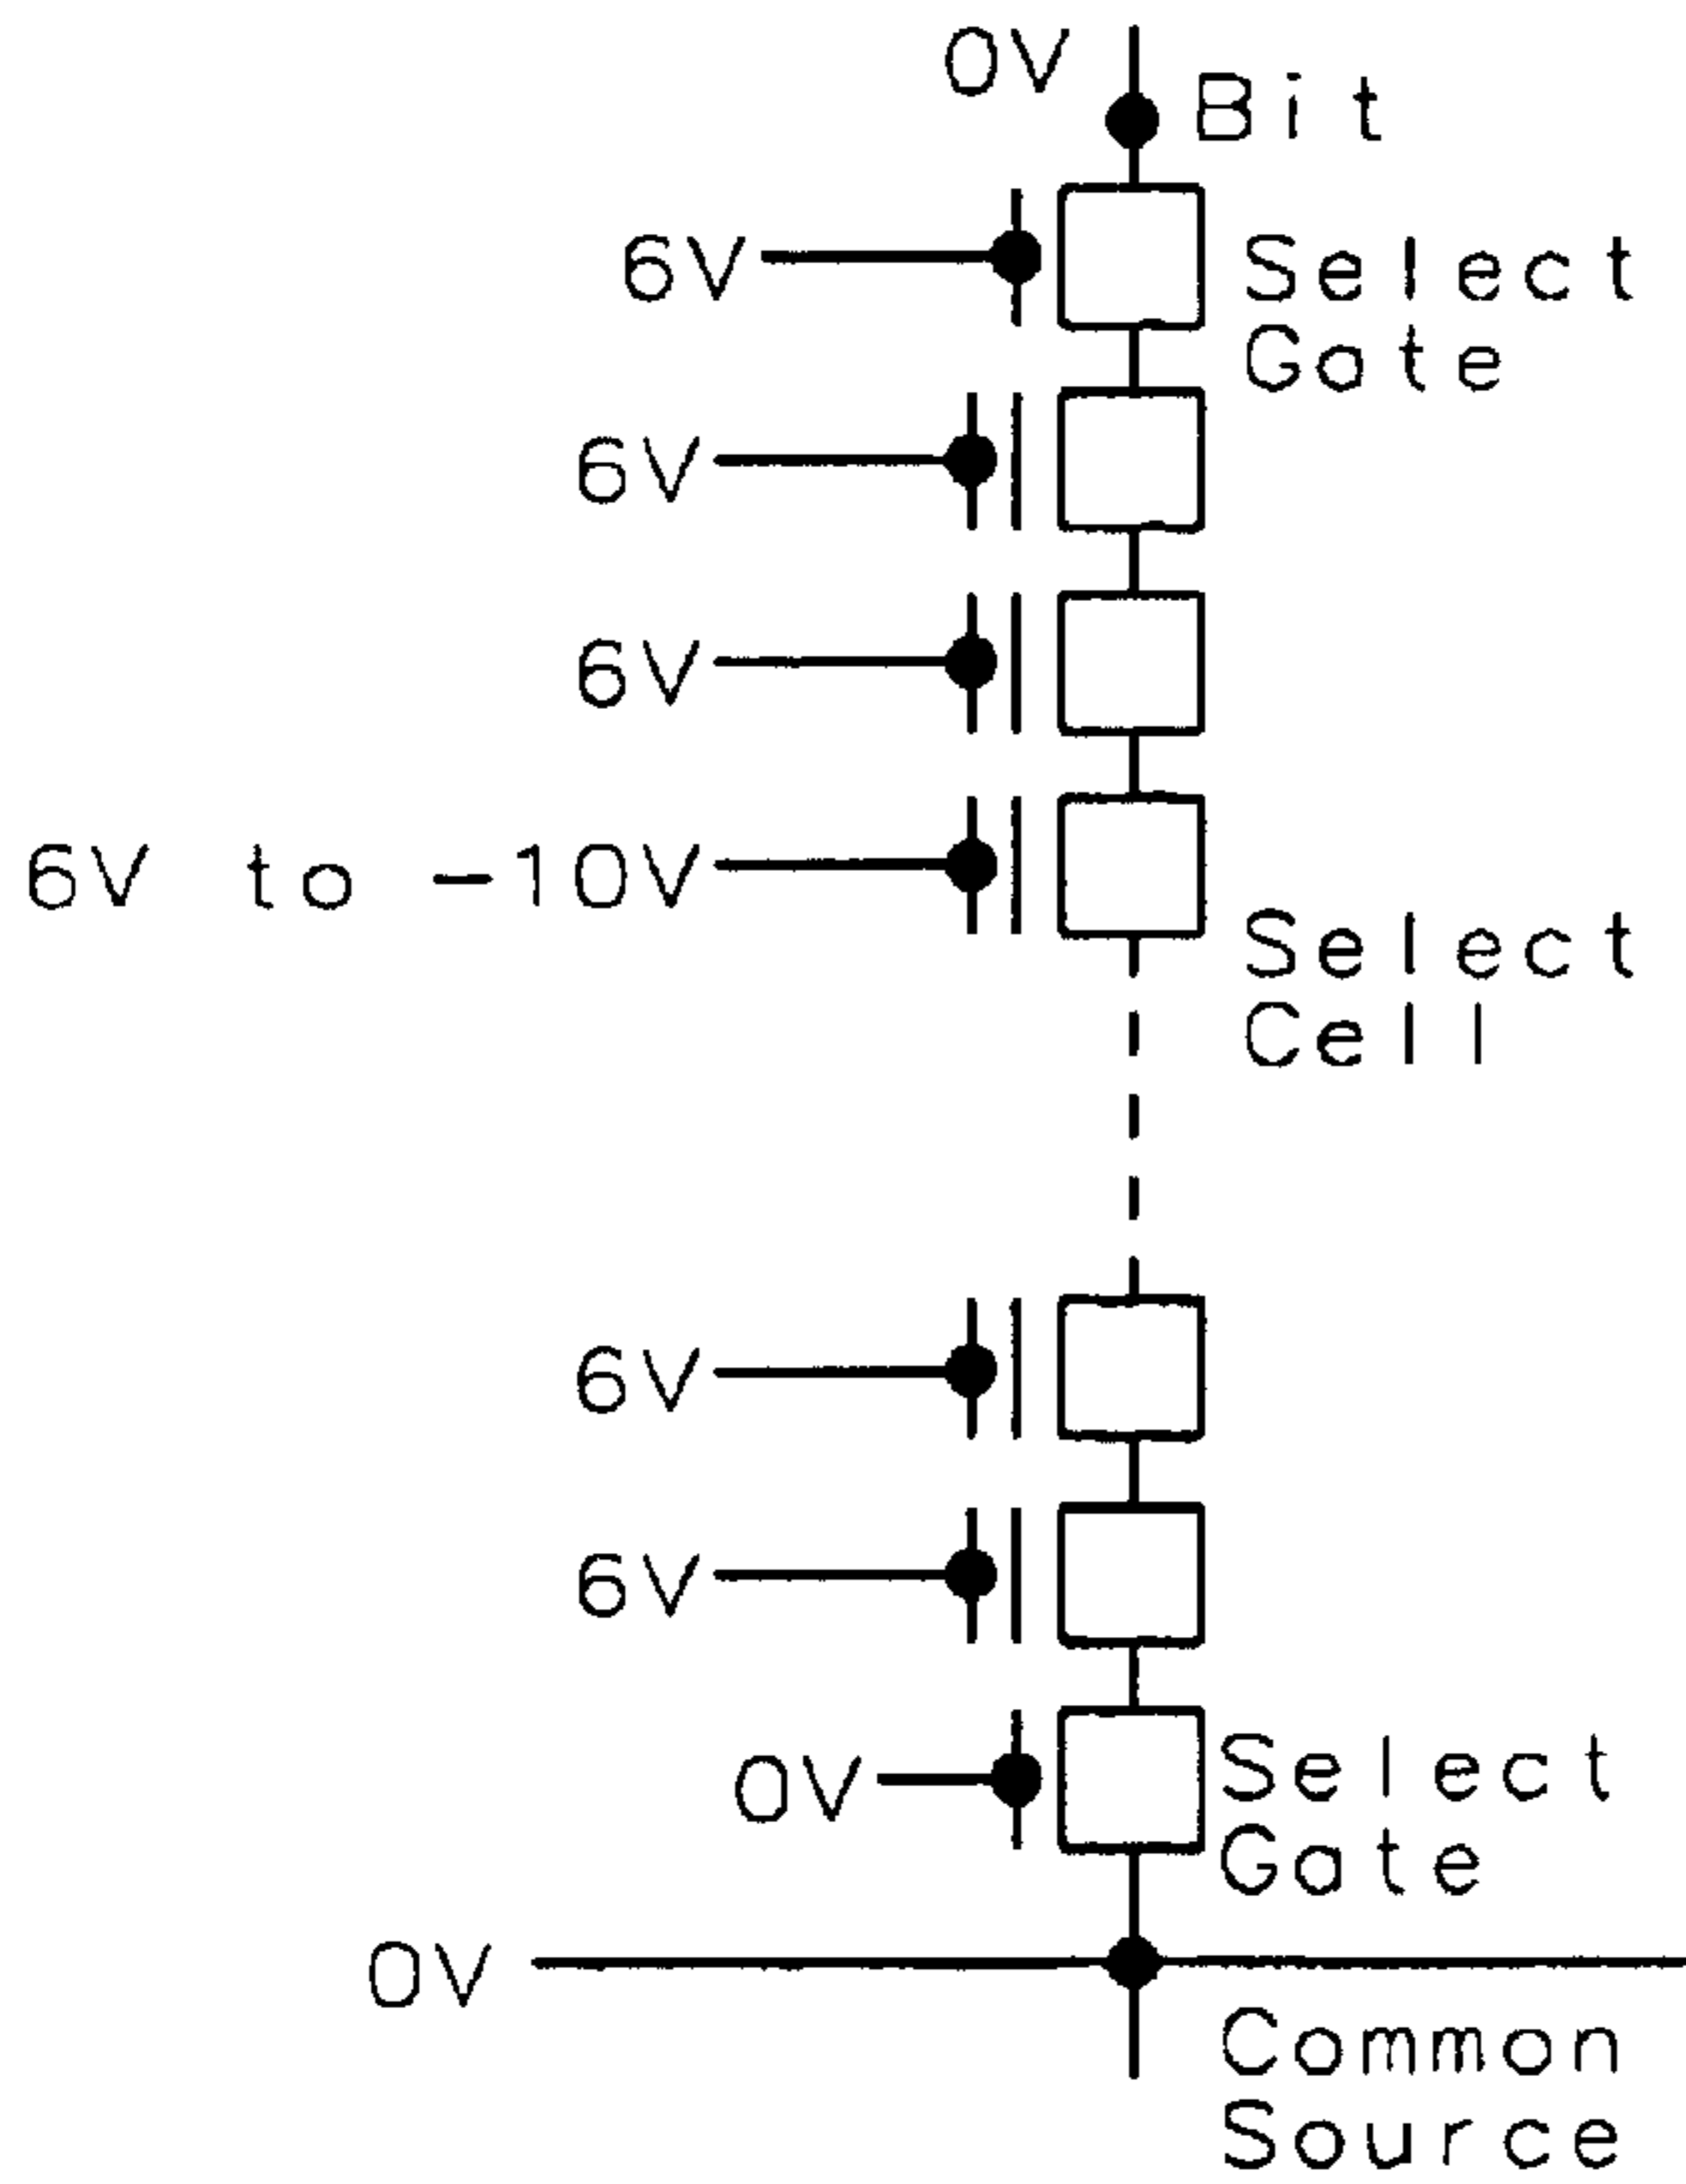 0V
Bit
6V
Select
Gate
6V
6V
6V to -10V
Select
Cell
6V
6V
0V
Select
Gate
0V
Common
Source